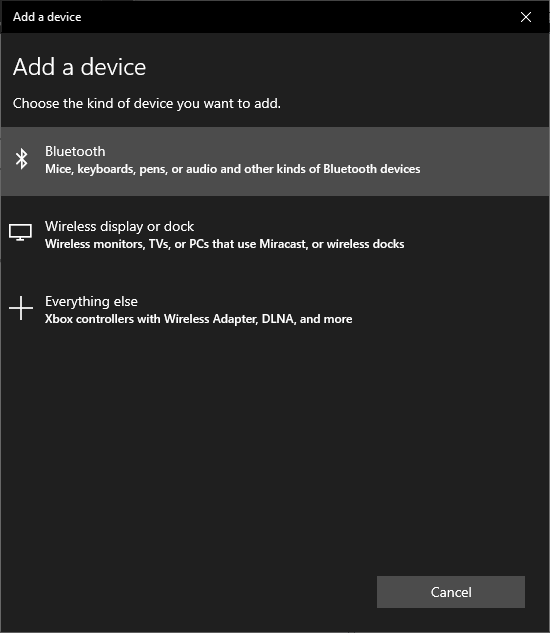 Add a device
Add a device
Choose the kind of device you want to add.
Bluetooth
Mice, keyboards, pens, or audio and other kinds of Bluetooth devices
Wireless display or dock
Wireless monitors, TVs, or PCs that use Miracast, or wireless docks
Everything else
Xbox controllers with Wireless Adapter, DLNA, and more
Cancel